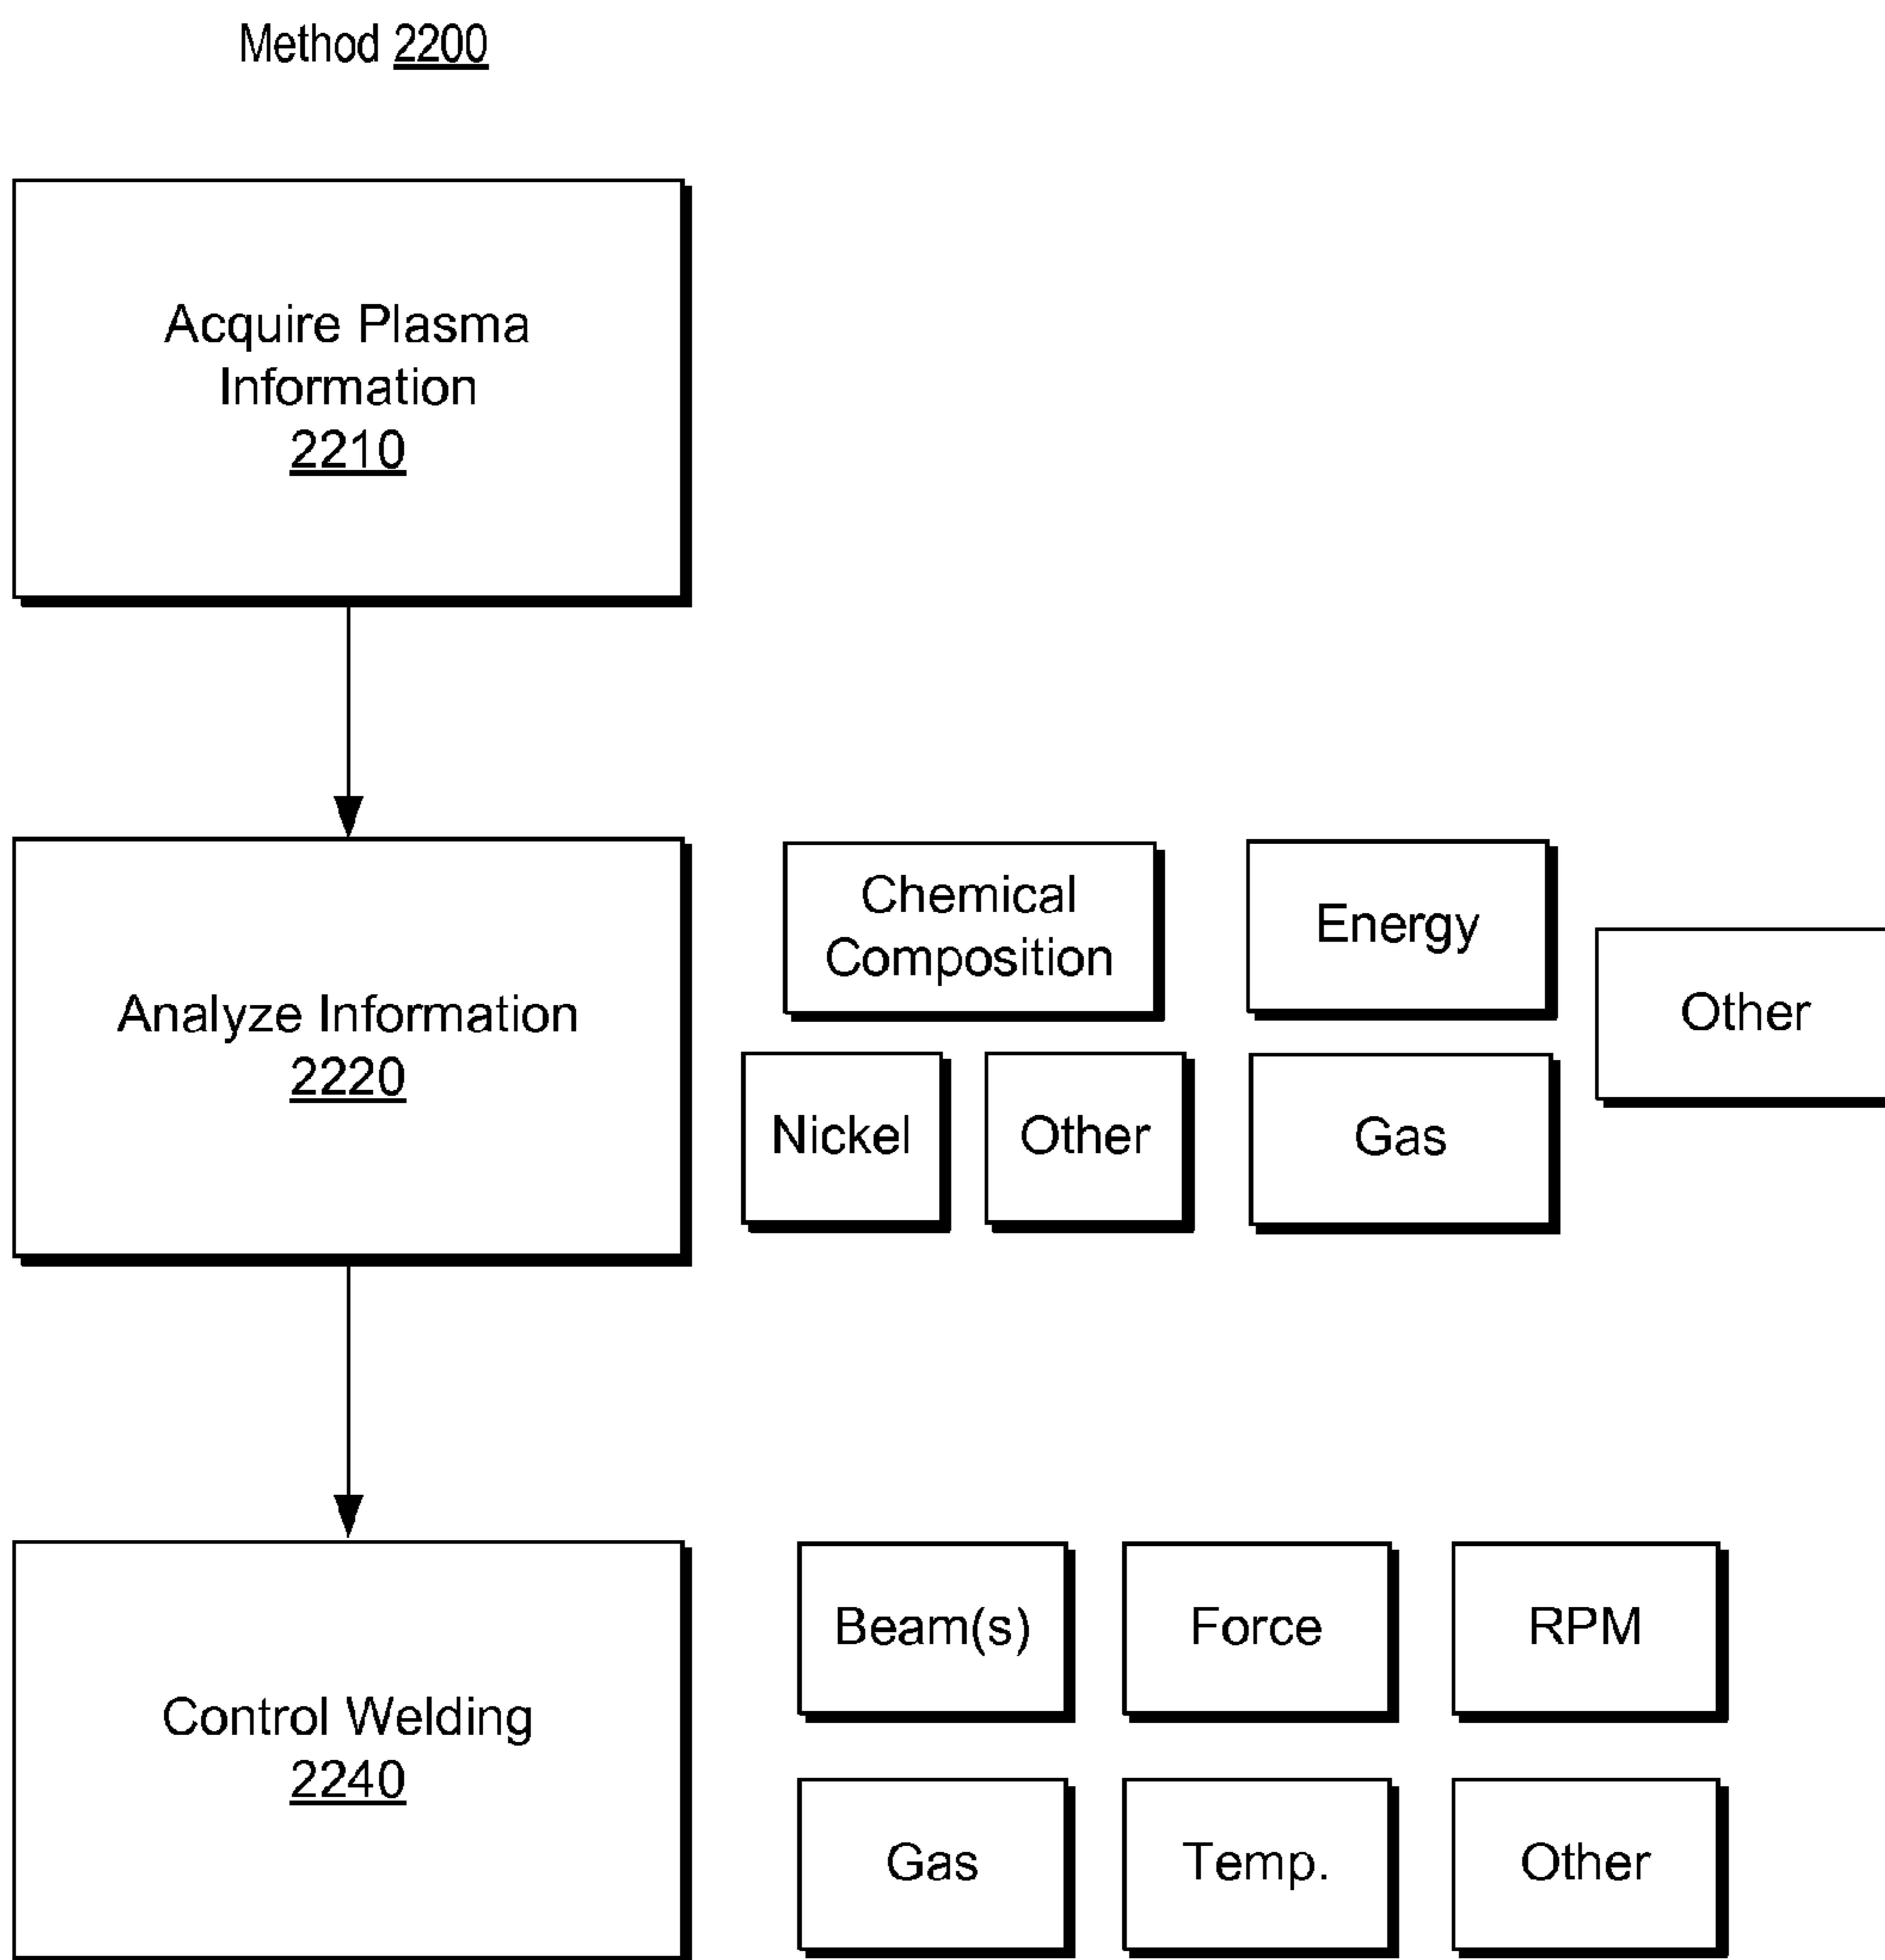 Method 2200
Acquire Plasma
Information
2210
Analyze Information
2220
Chemical
Composition
Energy
Other
Nickel
Other
Gas
Control Welding
2240
Beam(s)
Force
RPM
Gas
Temp.
Other